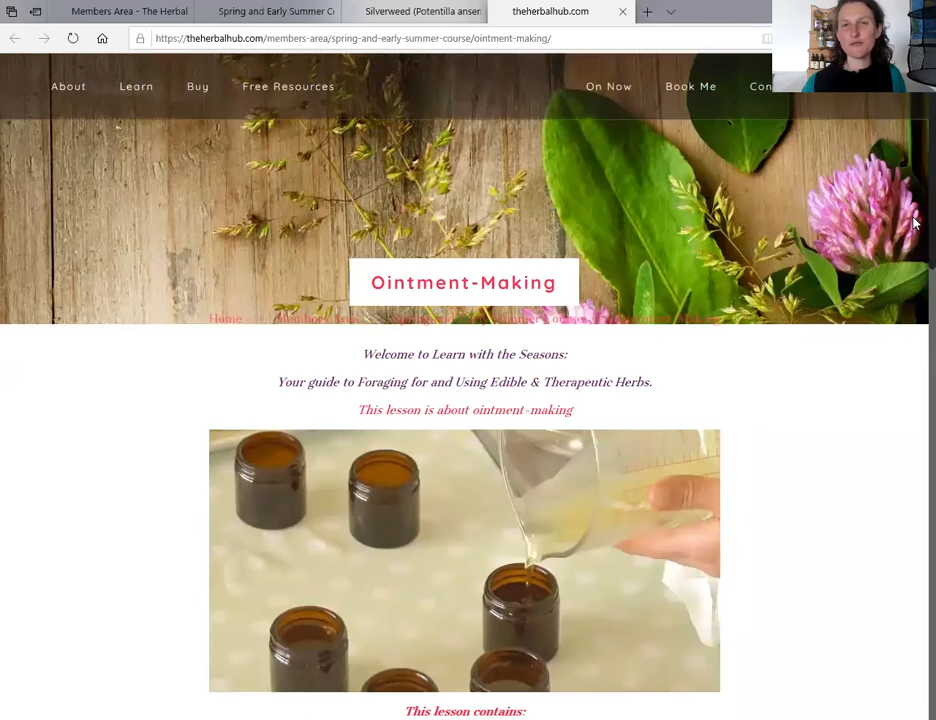 Members Area - The Herbal
Spring and Early Summer C
Silverweed (Potentilla anser
theherbalhub.com
https://theherbalhub.com/members-area/spring-and-early-summer-course/ointment-making/
About Learn Buy Free Resources On Now Book Me Con
Ointment-Making
Home Members Area
Welcome to Learn with the Seasons:
Your guide to Foraging for and Using Edible & Therapeutic Herbs.
This lesson is about ointment-making
This lesson contains: